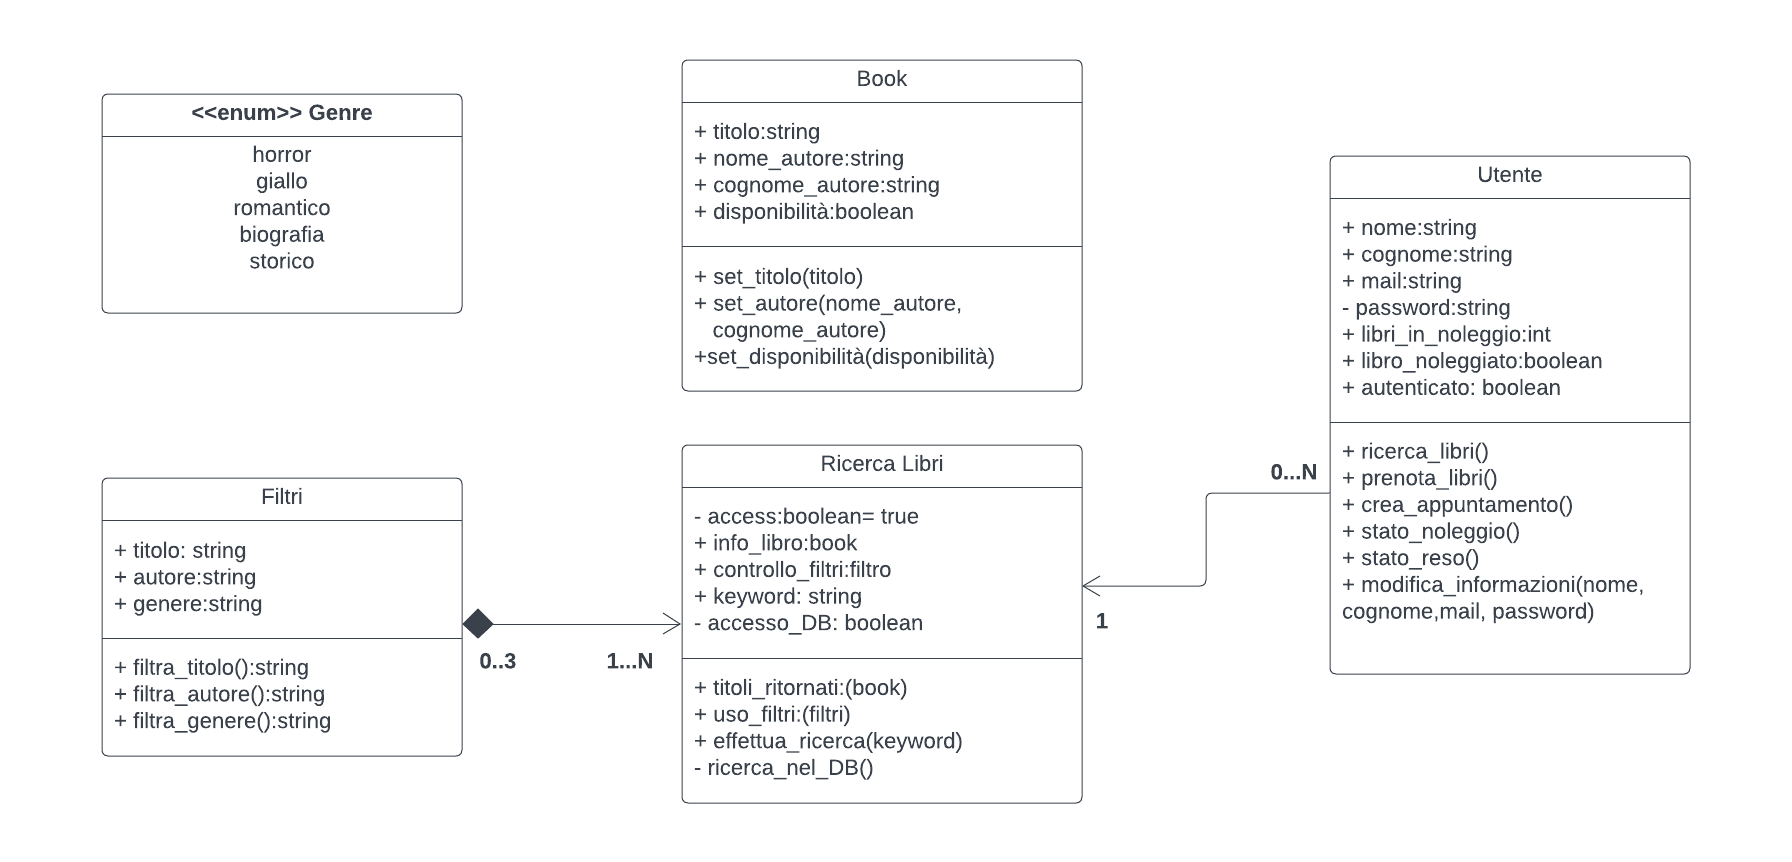 <<enum>> Genre
horror
giallo
romantico
biografia
storico
Book
+ titolo:string
+ nome_autore:string
+ cognome_autore:string
+ disponibilità:boolean
+ set_titolo(titolo)
+ set_autore(nome_autore,
cognome_autore)
+set_disponibilità(disponibilità)
Utente
+ nome:string
+ cognome:string
+ mail:string
- password:string
+ libri_in_noleggio:int
+ libro_noleggiato:boolean
+ autenticato: boolean
+ ricerca_libri()
+ prenota_libri()
+ crea_appuntamento()
+ stato_noleggio()
+ stato_reso()
+ modifica_informazioni(nome,
cognome,mail, password)
Filtri
+ titolo: string
+ autore:string
+ genere:string
+ filtra_titolo():string
+ filtra_autore():string
+ filtra_genere():string
0..3
1...N
Ricerca Libri
- access:boolean= true
+ info_libro:book
+ controllo_filtri:filtro
+ keyword: string
- accesso_DB: boolean
+ titoli_ritornati:(book)
+ uso_filtri:(filtri)
+ effettua_ricerca(keyword)
- ricerca_nel_DB()
0...N
1